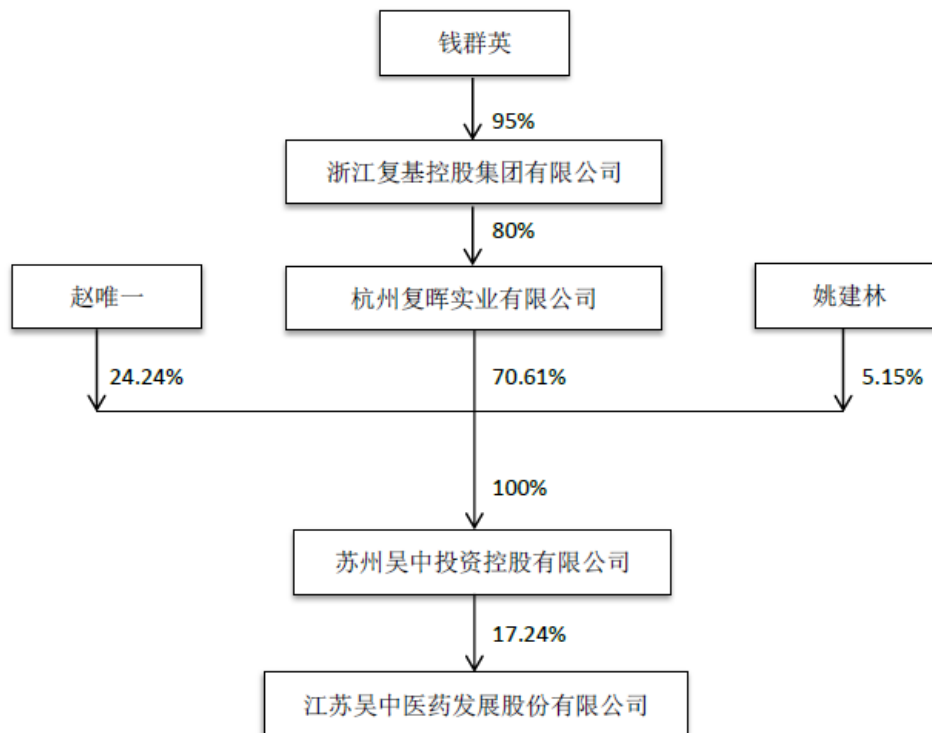 钱群英
95%
浙江复基控股集团有限公司
80%
赵唯一
杭州复晖实业有限公司
姚建林
24.24%
70.61%
5.15%
100%
苏州吴中投资控股有限公司
17.24%
江苏吴中医药发展股份有限公司